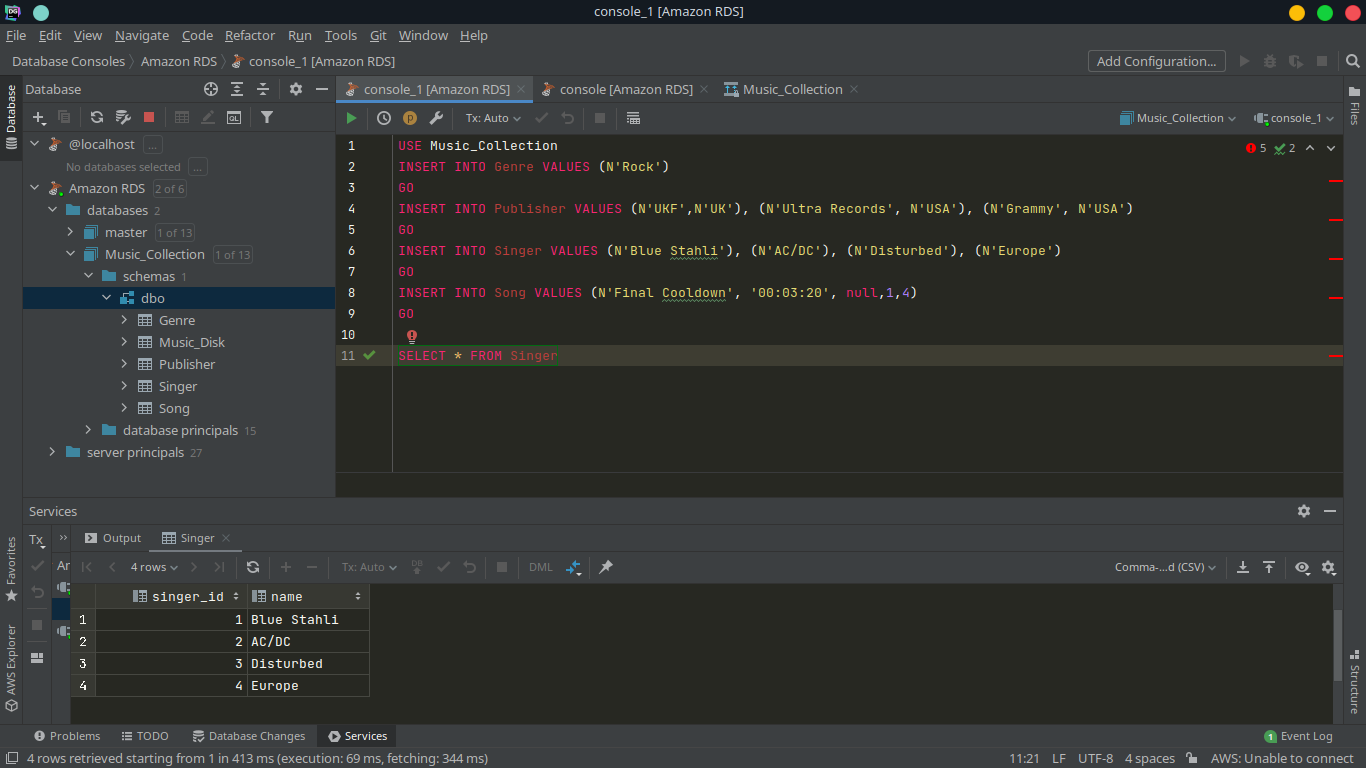 DG
console_1 [Amazon RDS]
File Edit View Navigate Code Refactor Run Tools Git Window Help
Database Consoles Amazon RDS console_1 [Amazon RDS]
Add Configuration...
Database
console_1 [Amazon RDS]
console [Amazon RDS]
Music_Collection
Tx: Auto
Music_Collection
console_1
@localhost ...
No databases selected ...
Amazon RDS 2 of 6
databases 2
master 1 of 13
Music_Collection 1 of 13
schemas 1
dbo
Genre
Music_Disk
Publisher
Singer
Song
database principals 15
server principals 27
5 2
1 USE Music_Collection
2 INSERT INTO Genre VALUES (N'Rock')
3 GO
4 INSERT INTO Publisher VALUES (N'UKF',N'UK'), (N'Ultra Records', N'USA'), (N'Grammy', N'USA')
5 GO
6 INSERT INTO Singer VALUES (N'Blue Stahli'), (N'AC/DC'), (N'Disturbed'), (N'Europe')
7 GO
8 INSERT INTO Song VALUES (N'Final Cooldown', '00:03:20', null,1,4)
9 GO
10
11 SELECT * FROM Singer
Database
Favorites
AWS Explorer
Files
Structure
Services
Tx
Output Singer
Ar
4 rows
Tx: Auto
DB
DML
Comma-...d (CSV)
singer_id name
1 1 Blue Stahli
2 2 AC/DC
3 3 Disturbed
4 4 Europe
Problems TODO Database Changes Services
1 Event Log
4 rows retrieved starting from 1 in 413 ms (execution: 69 ms, fetching: 344 ms)
11:21 LF UTF-8 4 spaces AWS: Unable to connect